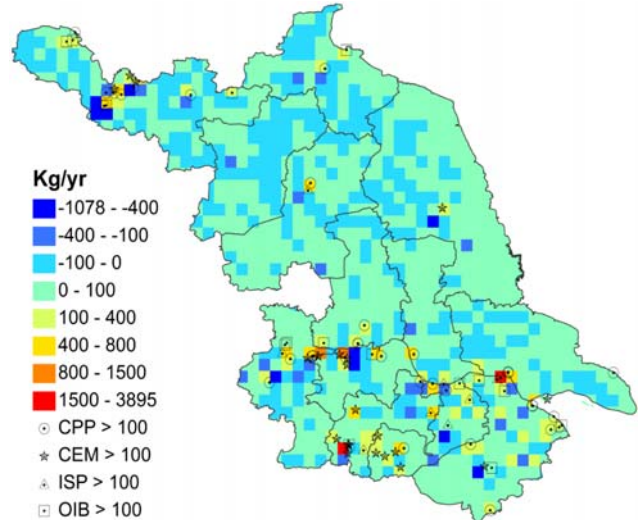 Kg/yr
-1078 - -400
-400 - -100
-100 - 0
0 - 100
100 - 400
400 - 800
800 - 1500
1500 - 3895
CPP > 100
CEM > 100
ISP > 100
OIB > 100